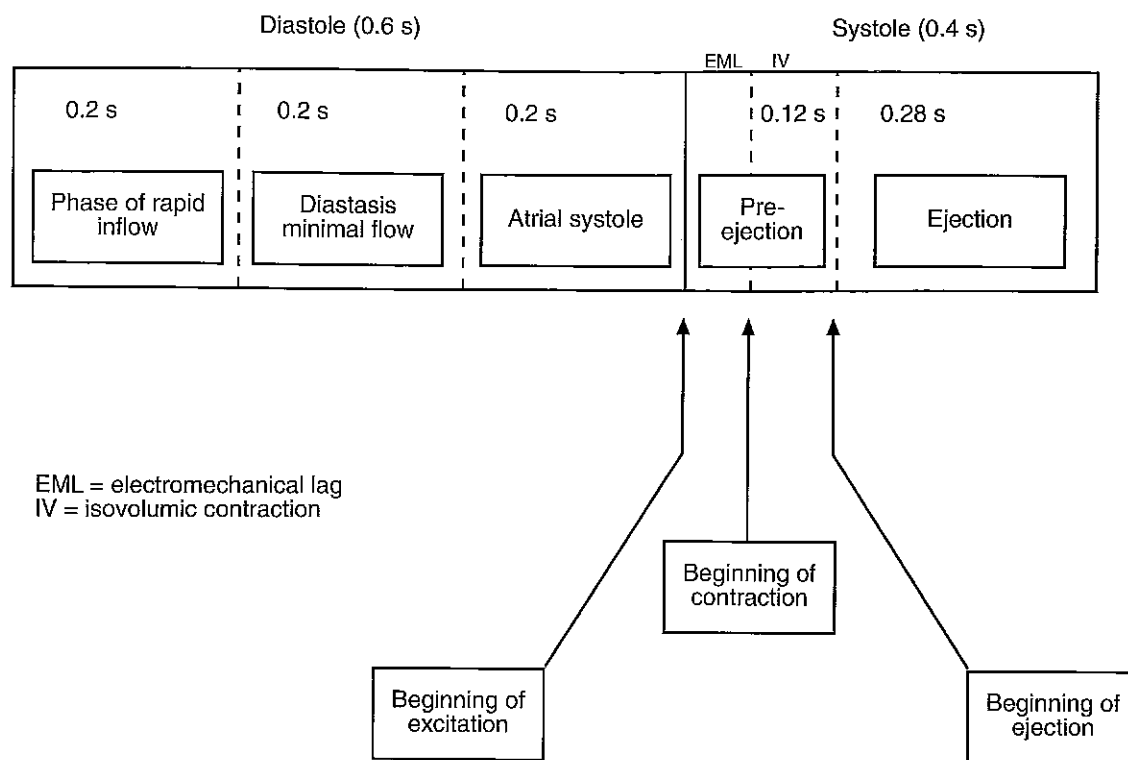 Diastole (0.6 s)
Systole (0.4 s)
EML
IV
0.2 s
0.2 s
0.2 s
0.12 s
0.28 s
Phase of rapid
inflow
Diastasis
minimal flow
Atrial systole
Pre-
ejection
Ejection
EML = electromechanical lag
IV = isovolumic contraction
Beginning of
contraction
Beginning of
excitation
Beginning of
ejection